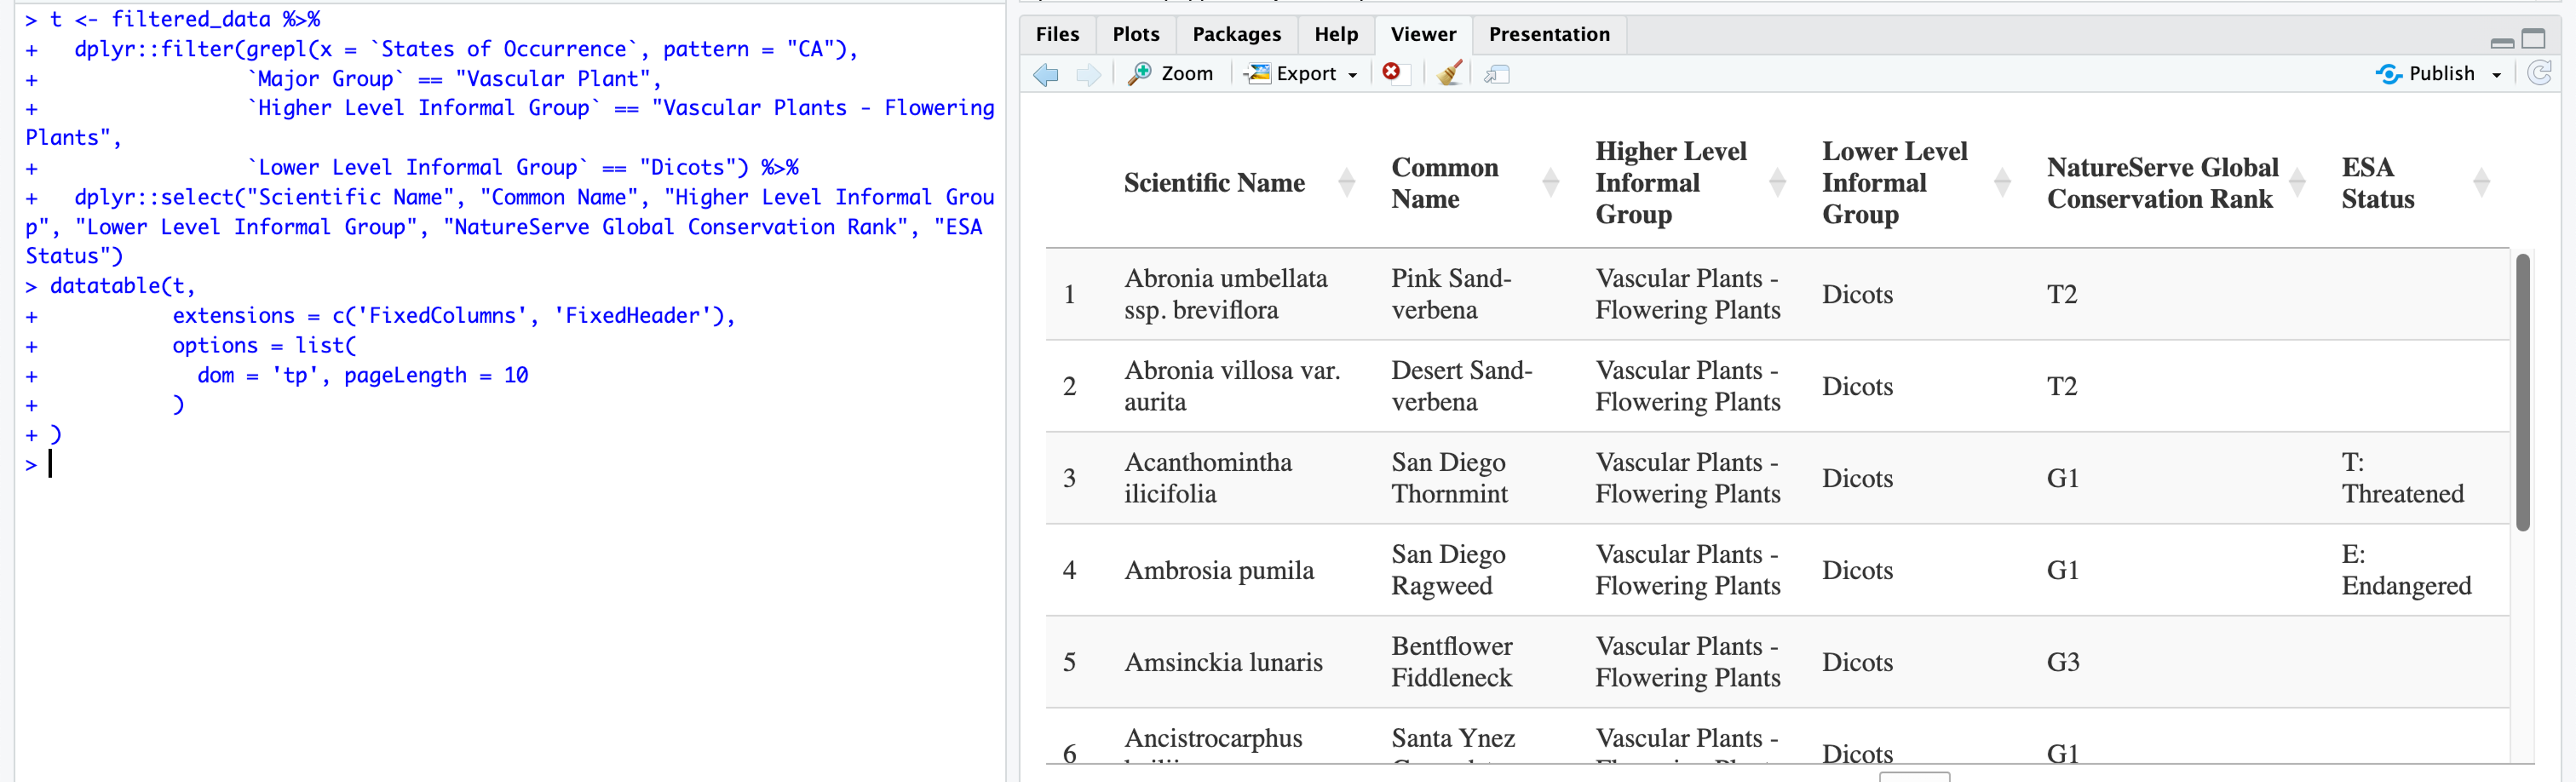 > t <- filtered_data %>%
+   dplyr::filter(grepl(x = `States of Occurrence`, pattern = "CA"),
+                 `Major Group` == "Vascular Plant",
+                 `Higher Level Informal Group` == "Vascular Plants - Flowering
Plants",
+                 `Lower Level Informal Group` == "Dicots") %>%
+   dplyr::select("Scientific Name", "Common Name", "Higher Level Informal Grou
p", "Lower Level Informal Group", "NatureServe Global Conservation Rank", "ESA
Status")
> datatable(t,
+           extensions = c('FixedColumns', 'FixedHeader'),
+           options = list(
+             dom = 'tp', pageLength = 10
+           )
+ )
>
Files Plots Packages Help Viewer Presentation
Zoom Export Publish
Scientific Name
Common
Name
Higher Level
Informal
Group
Lower Level
Informal
Group
NatureServe Global
Conservation Rank
ESA
Status
1
Abronia umbellata
ssp. breviflora
Pink Sand-
verbena
Vascular Plants -
Flowering Plants
Dicots
T2
2
Abronia villosa var.
aurita
Desert Sand-
verbena
Vascular Plants -
Flowering Plants
Dicots
T2
3
Acanthomintha
ilicifolia
San Diego
Thornmint
Vascular Plants -
Flowering Plants
Dicots
G1
T:
Threatened
4
Ambrosia pumila
San Diego
Ragweed
Vascular Plants -
Flowering Plants
Dicots
G1
E:
Endangered
5
Amsinckia lunaris
Bentflower
Fiddleneck
Vascular Plants -
Flowering Plants
Dicots
G3
6
Ancistrocarphus
Santa Ynez
Vascular Plants -
Dicots
G1